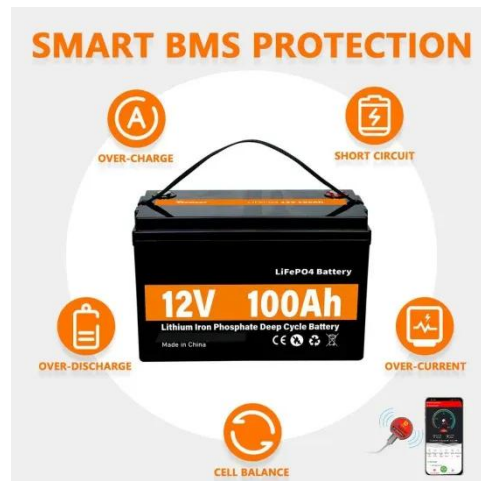 SMART BMS PROTECTION
OVER-CHARGE
SHORT CIRCUIT
LiFePO4 Battery
12V 100Ah
Lithium Iron Phosphate Deep Cycle Battery
Made in China
OVER-DISCHARGE
OVER-CURRENT
CELL BALANCE